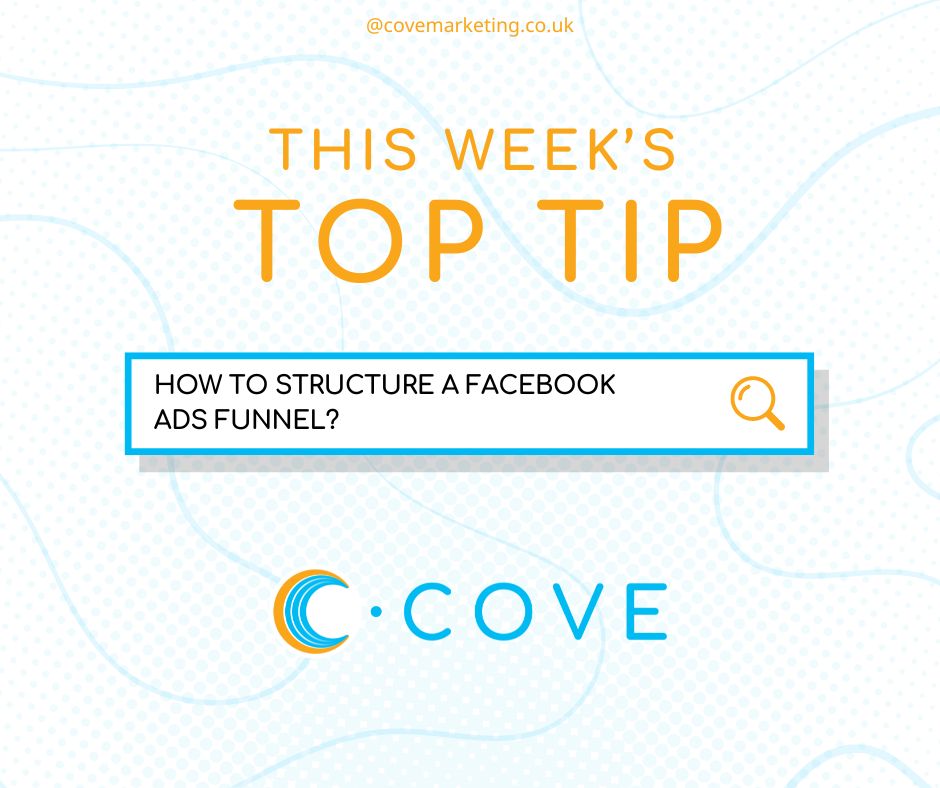 @covemarketing.co.uk
THIS WEEK’S
TOP TIP
HOW TO STRUCTURE A FACEBOOK
ADS FUNNEL?
COVE